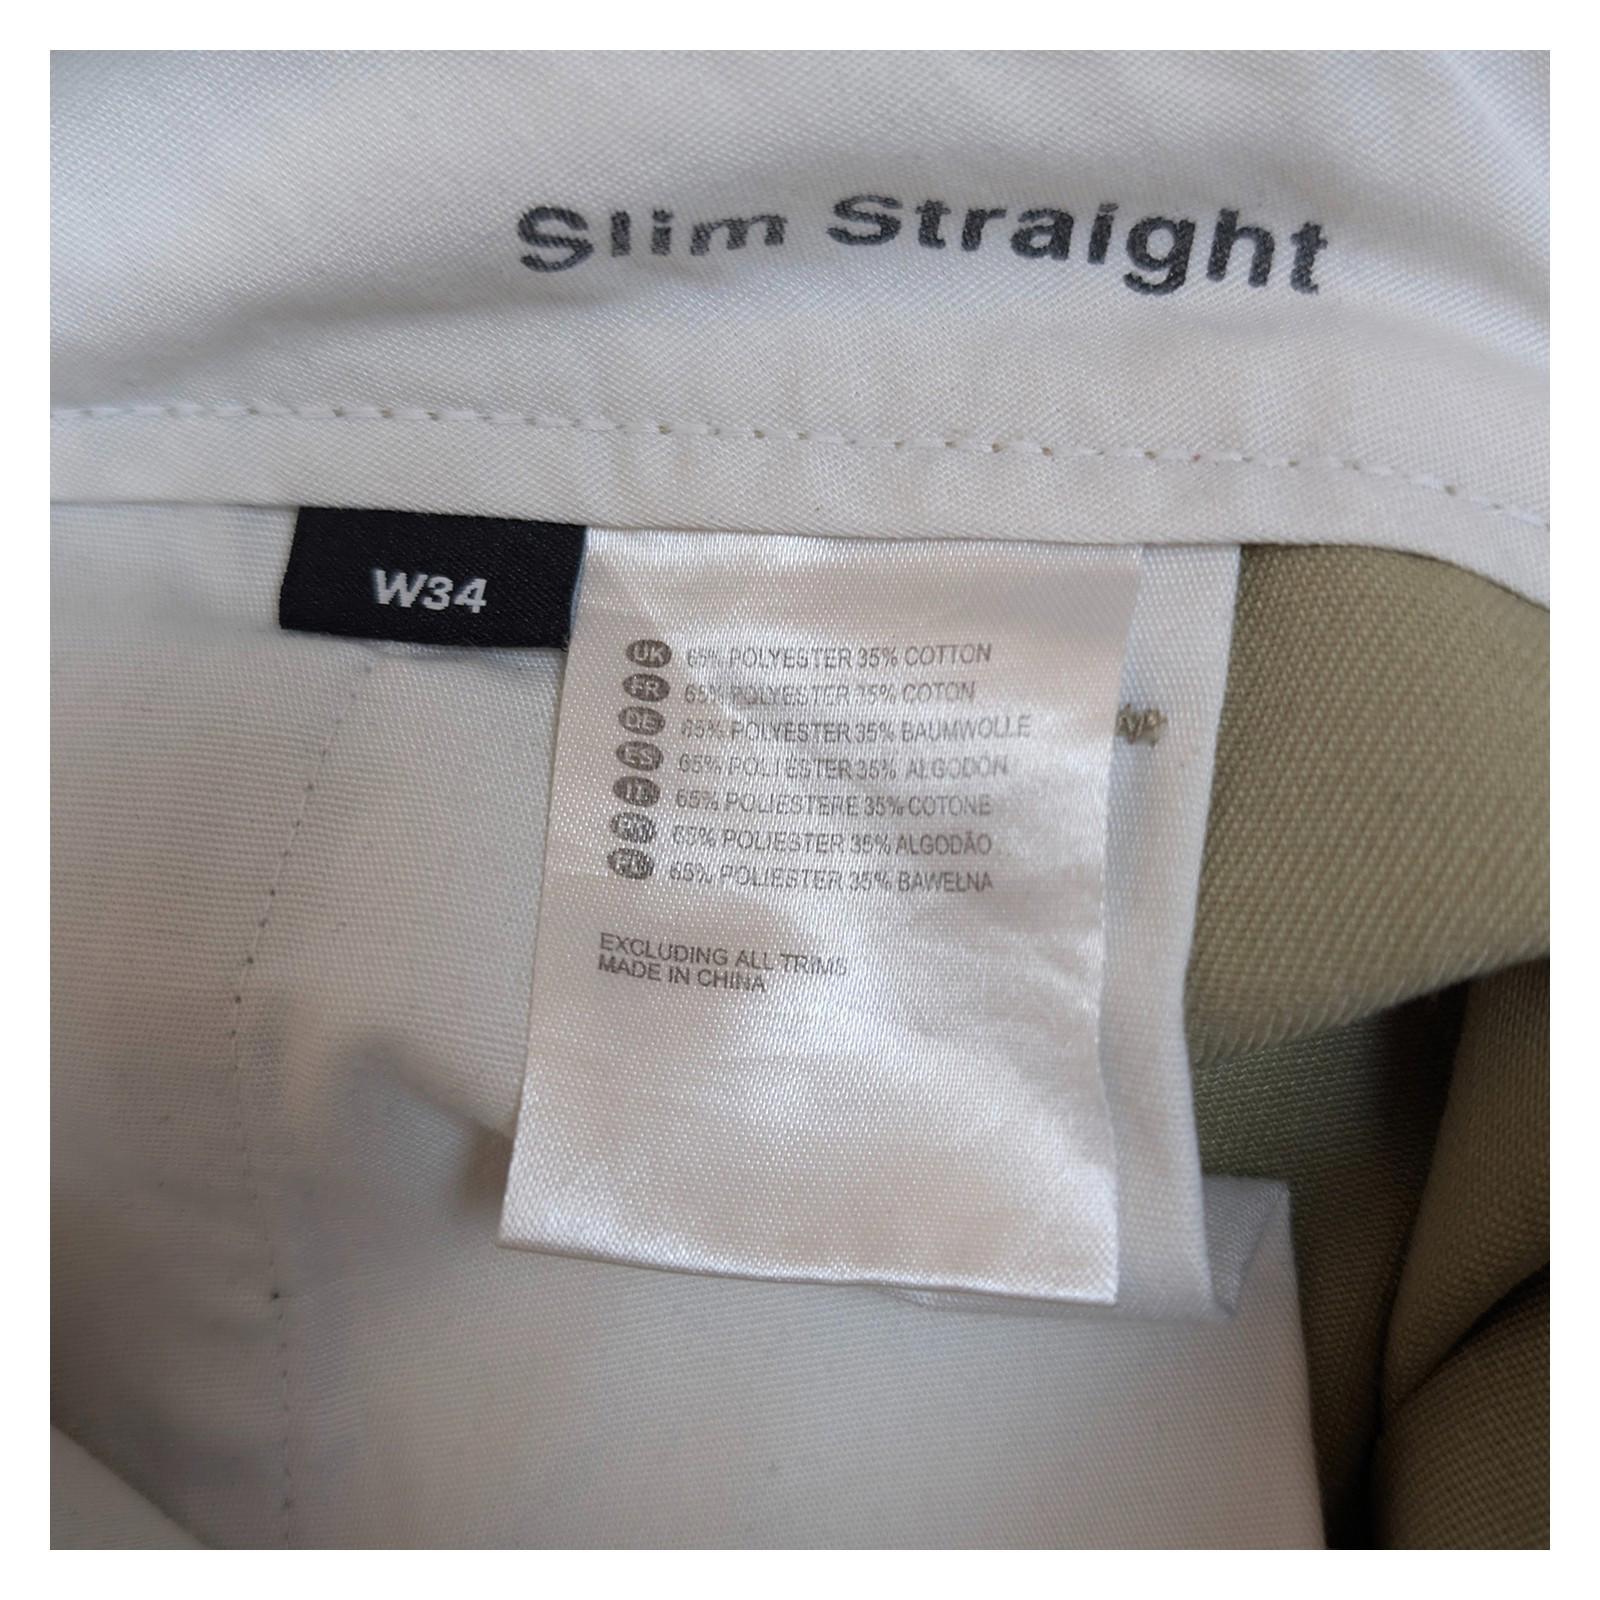 Slim Straight
W34
UK 65% POLYESTER 35% COTTON
FR 65% POLYESTER 35% COTON
DE 65% POLYESTER 35% BAUMWOLLE
ES 65% POLIESTER 35% ALGODÓN
IT 65% POLIESTERE 35% COTONE
65% POLIÉSTER 35% ALGODÃO
PL 65% POLIESTER 35% BAWEŁNA
EXCLUDING ALL TRIMS
MADE IN CHINA